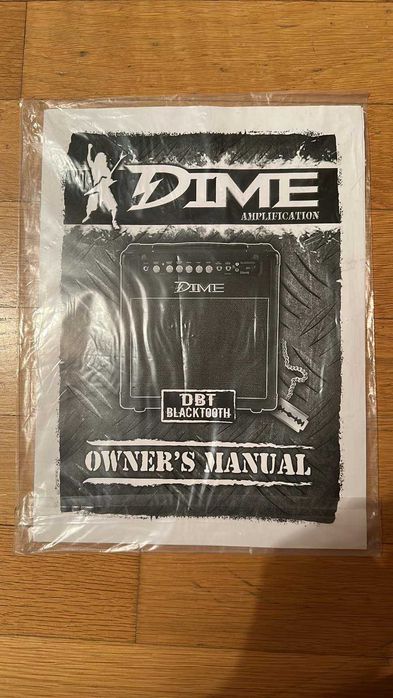 DIME
AMPLIFICATION
DIME
DBT
BLACKTOOTH
OWNER'S MANUAL